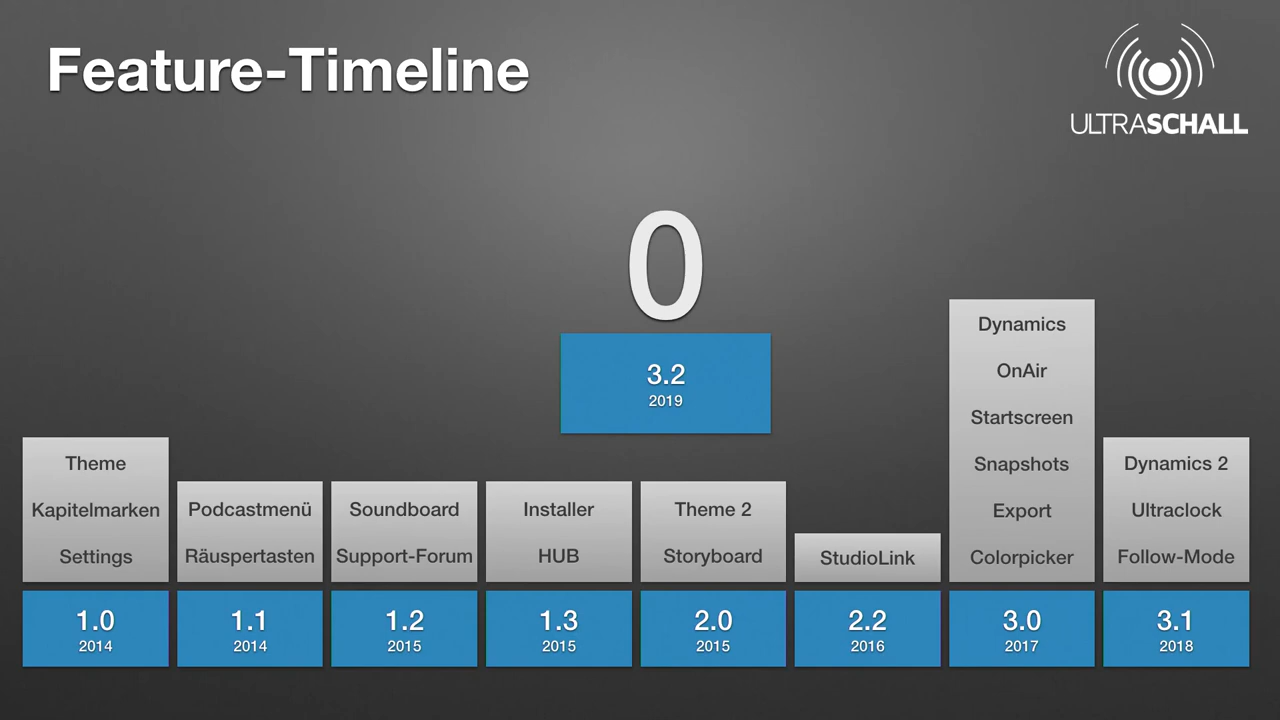 Feature-Timeline
ULTRASCHALL
0
3.2
2019
Theme
Kapitelmarken
Settings
1.0
2014
Podcastmenü
Räuspertasten
1.1
2014
Soundboard
Support-Forum
1.2
2015
Installer
HUB
1.3
2015
Theme 2
Storyboard
2.0
2015
StudioLink
2.2
2016
Dynamics
OnAir
Startscreen
Snapshots
Export
Colorpicker
3.0
2017
Dynamics 2
Ultraclock
Follow-Mode
3.1
2018